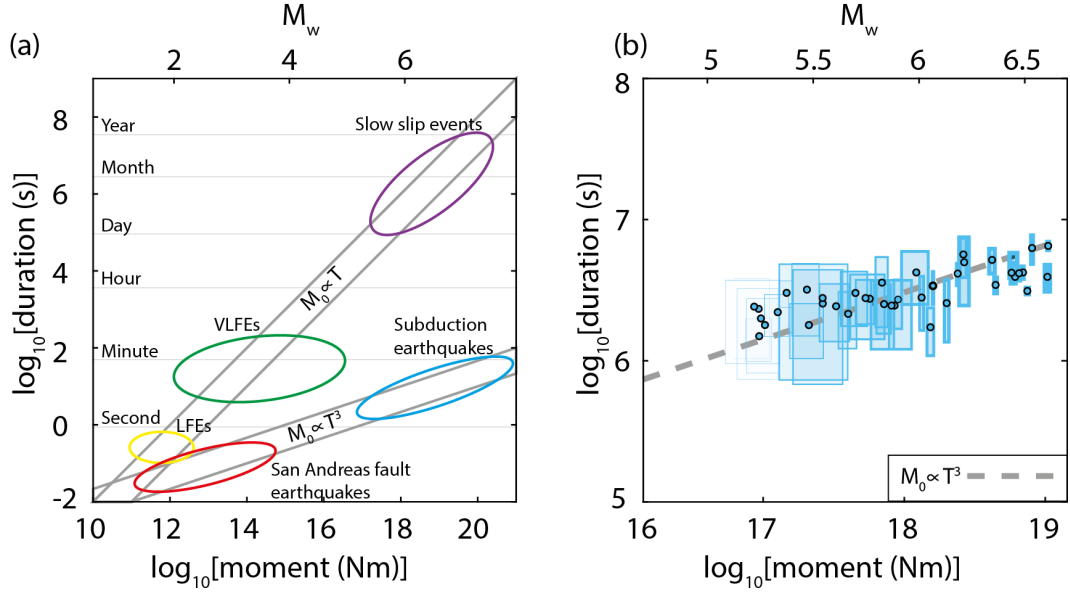 (a)
M_w
2
4
6
8
6
4
2
0
-2
log₁₀[duration (s)]
Year
Month
Day
Hour
Minute
Second
Slow slip events
M₀∝T
VLFEs
Subduction
earthquakes
LFEs
M₀∝T³
San Andreas fault
earthquakes
10
12
14
16
18
20
log₁₀[moment (Nm)]
(b)
M_w
5
5.5
6
6.5
8
7
6
5
log₁₀[duration (s)]
M₀∝T³
16
17
18
19
log₁₀[moment (Nm)]